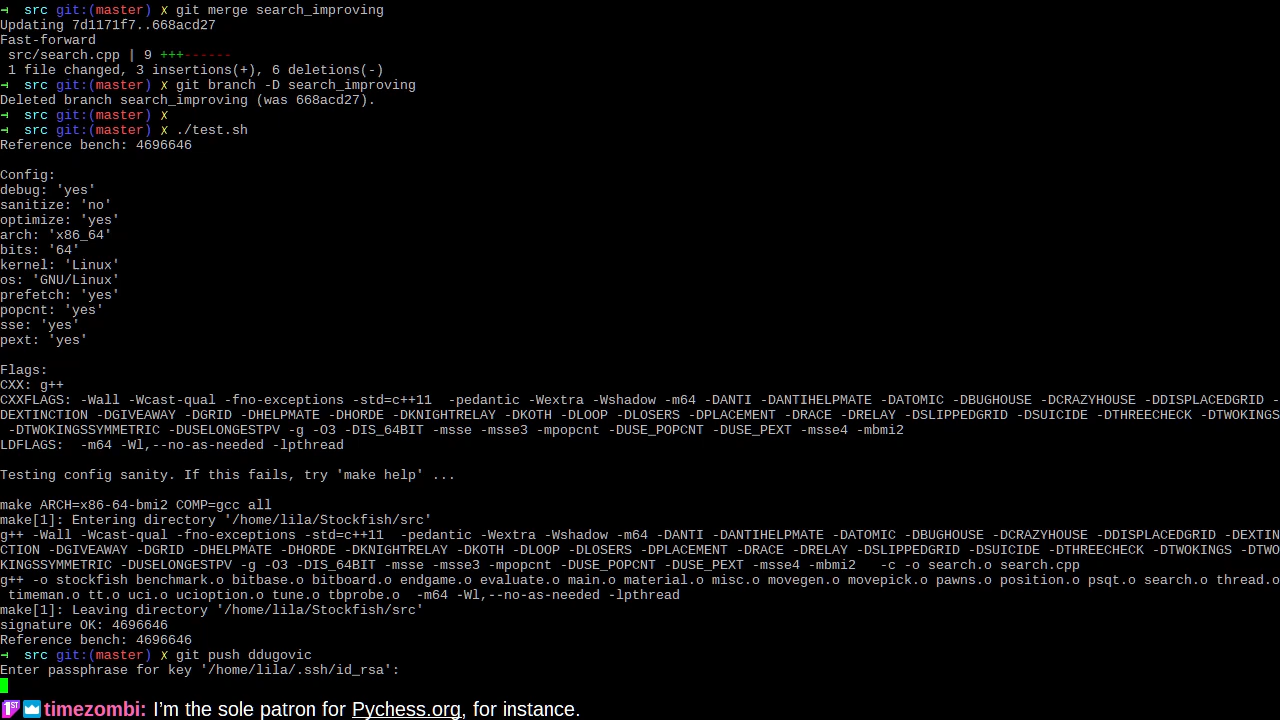 → src git:(master) ✗ git merge search_improving
Updating 7d1171f7..668acd27
Fast-forward
src/search.cpp | 9 +++------
1 file changed, 3 insertions(+), 6 deletions(-)
→ src git:(master) ✗ git branch -D search_improving
Deleted branch search_improving (was 668acd27).
→ src git:(master) ✗
→ src git:(master) ✗ ./test.sh
Reference bench: 4696646
Config:
debug: 'yes'
sanitize: 'no'
optimize: 'yes'
arch: 'x86_64'
bits: '64'
kernel: 'Linux'
os: 'GNU/Linux'
prefetch: 'yes'
popcnt: 'yes'
sse: 'yes'
pext: 'yes'
Flags:
CXX: g++
CXXFLAGS: -Wall -Wcast-qual -fno-exceptions -std=c++11  -pedantic -Wextra -Wshadow -m64 -DANTI -DANTIHELPMATE -DATOMIC -DBUGHOUSE -DCRAZYHOUSE -DDISPLACEDGRID -
DEXTINCTION -DGIVEAWAY -DGRID -DHELPMATE -DHORDE -DKNIGHTRELAY -DKOTH -DLOOP -DLOSERS -DPLACEMENT -DRACE -DRELAY -DSLIPPEDGRID -DSUICIDE -DTHREECHECK -DTWOKINGS
-DTWOKINGSSYMMETRIC -DUSELONGESTPV -g -O3 -DIS_64BIT -msse -msse3 -mpopcnt -DUSE_POPCNT -DUSE_PEXT -msse4 -mbmi2
LDFLAGS:  -m64 -Wl,--no-as-needed -lpthread
Testing config sanity. If this fails, try 'make help' ...
make ARCH=x86-64-bmi2 COMP=gcc all
make[1]: Entering directory '/home/lila/Stockfish/src'
g++ -Wall -Wcast-qual -fno-exceptions -std=c++11  -pedantic -Wextra -Wshadow -m64 -DANTI -DANTIHELPMATE -DATOMIC -DBUGHOUSE -DCRAZYHOUSE -DDISPLACEDGRID -DEXTIN
CTION -DGIVEAWAY -DGRID -DHELPMATE -DHORDE -DKNIGHTRELAY -DKOTH -DLOOP -DLOSERS -DPLACEMENT -DRACE -DRELAY -DSLIPPEDGRID -DSUICIDE -DTHREECHECK -DTWOKINGS -DTWO
KINGSSYMMETRIC -DUSELONGESTPV -g -O3 -DIS_64BIT -msse -msse3 -mpopcnt -DUSE_POPCNT -DUSE_PEXT -msse4 -mbmi2   -c -o search.o search.cpp
g++ -o stockfish benchmark.o bitbase.o bitboard.o endgame.o evaluate.o main.o material.o misc.o movegen.o movepick.o pawns.o position.o psqt.o search.o thread.o
timeman.o tt.o uci.o ucioption.o tune.o tbprobe.o  -m64 -Wl,--no-as-needed -lpthread
make[1]: Leaving directory '/home/lila/Stockfish/src'
signature OK: 4696646
Reference bench: 4696646
→ src git:(master) ✗ git push ddugovic
Enter passphrase for key '/home/lila/.ssh/id_rsa':
1ST timezombi: I’m the sole patron for Pychess.org, for instance.